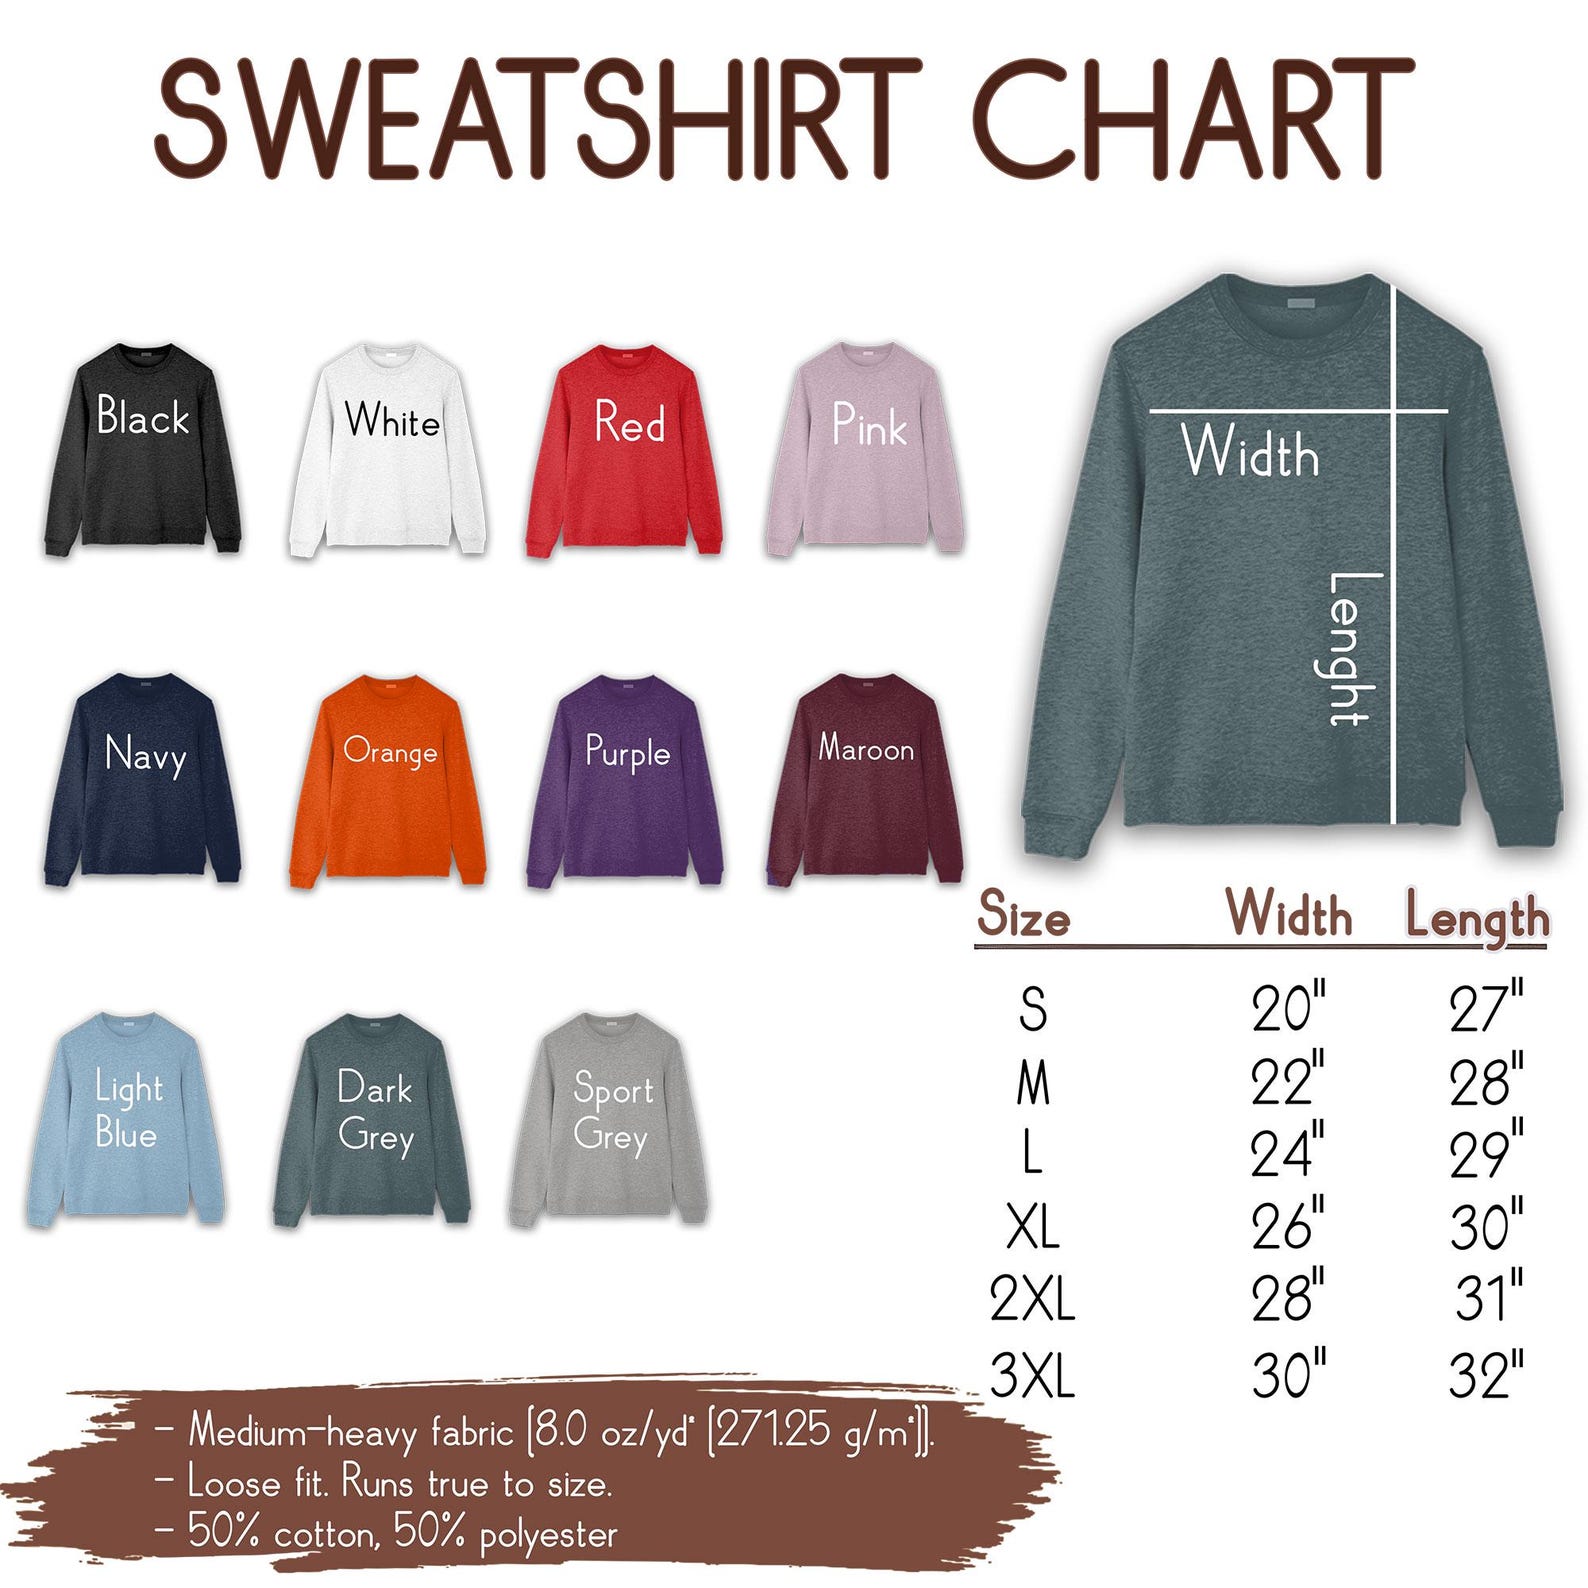 SWEATSHIRT CHART
Black
White
Red
Pink
Width
Lenght
Navy
Orange
Purple
Maroon
Light
Blue
Dark
Grey
Sport
Grey
Size Width Length
S 20" 27"
M 22" 28"
L 24" 29"
XL 26" 30"
2XL 28" 31"
3XL 30" 32"
- Medium-heavy fabric (8.0 oz/yd² (271.25 g/m²)).
- Loose fit. Runs true to size.
- 50% cotton, 50% polyester